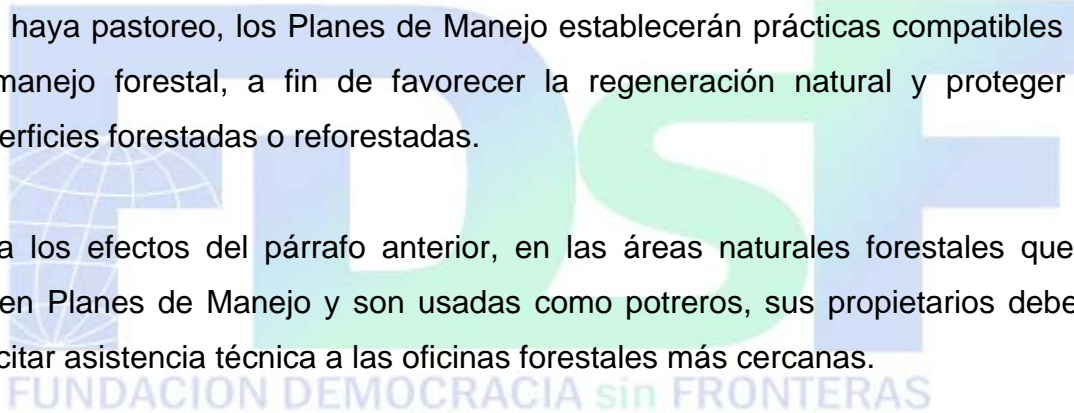 haya pastoreo, los Planes de Manejo establecerán prácticas compatibles
manejo forestal, a fin de favorecer la regeneración natural y proteger
erficies forestadas o reforestadas.
a los efectos del párrafo anterior, en las áreas naturales forestales que
en Planes de Manejo y son usadas como potreros, sus propietarios debe
citar asistencia técnica a las oficinas forestales más cercanas.
FDsF
FUNDACION DEMOCRACIA sin FRONTERAS